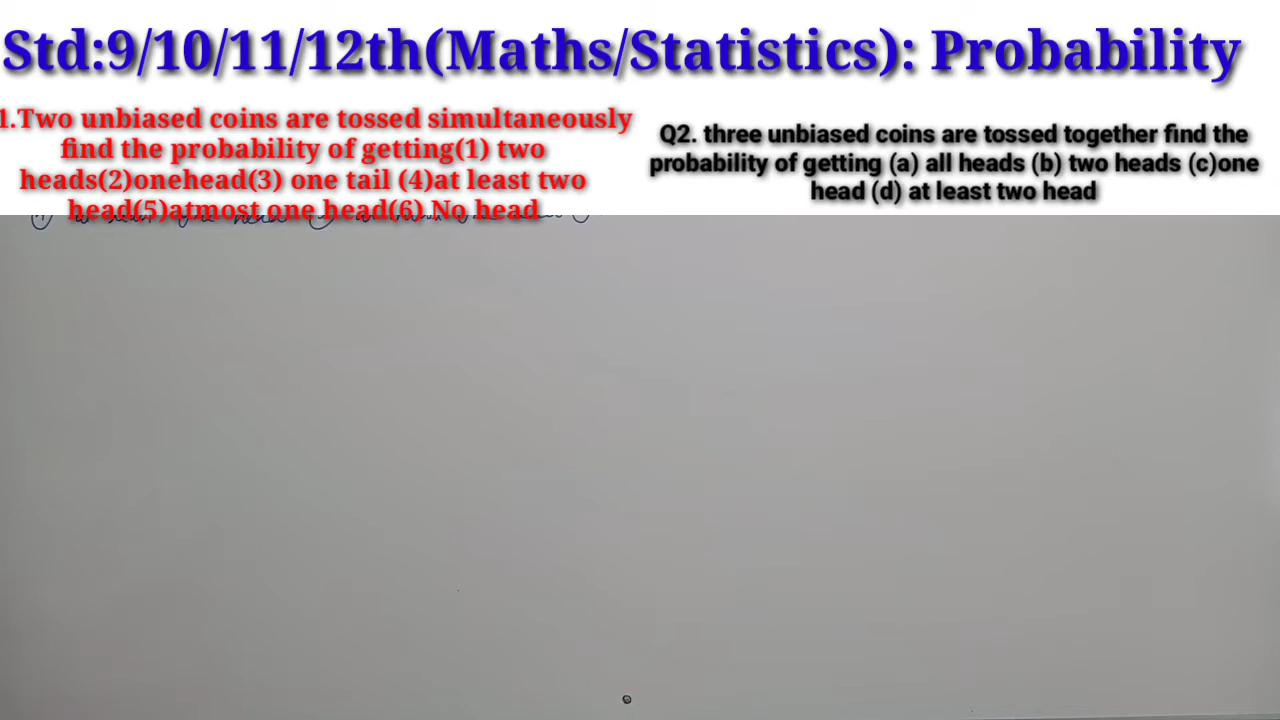 Std:9/10/11/12th(Maths/Statistics): Probability
1.Two unbiased coins are tossed simultaneously
find the probability of getting(1) two
heads(2)onehead(3) one tail (4)at least two
head(5)atmost one head(6) No head
Q2. three unbiased coins are tossed together find the
probability of getting (a) all heads (b) two heads (c)one
head (d) at least two head